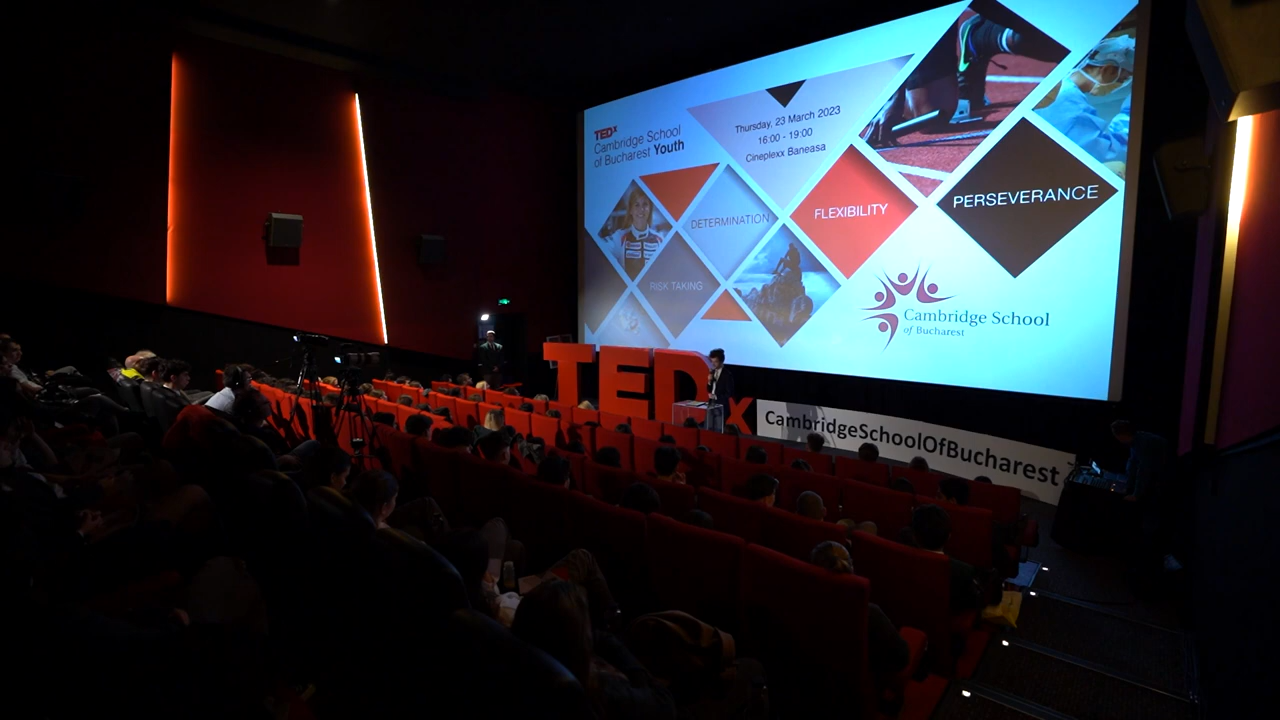 TEDx
Cambridge School
of Bucharest Youth
Thursday, 23 March 2023
16:00 - 19:00
Cineplexx Baneasa
DETERMINATION
FLEXIBILITY
PERSEVERANCE
RISK TAKING
Cambridge School
of Bucharest
TEDx
CambridgeSchoolOfBucharest